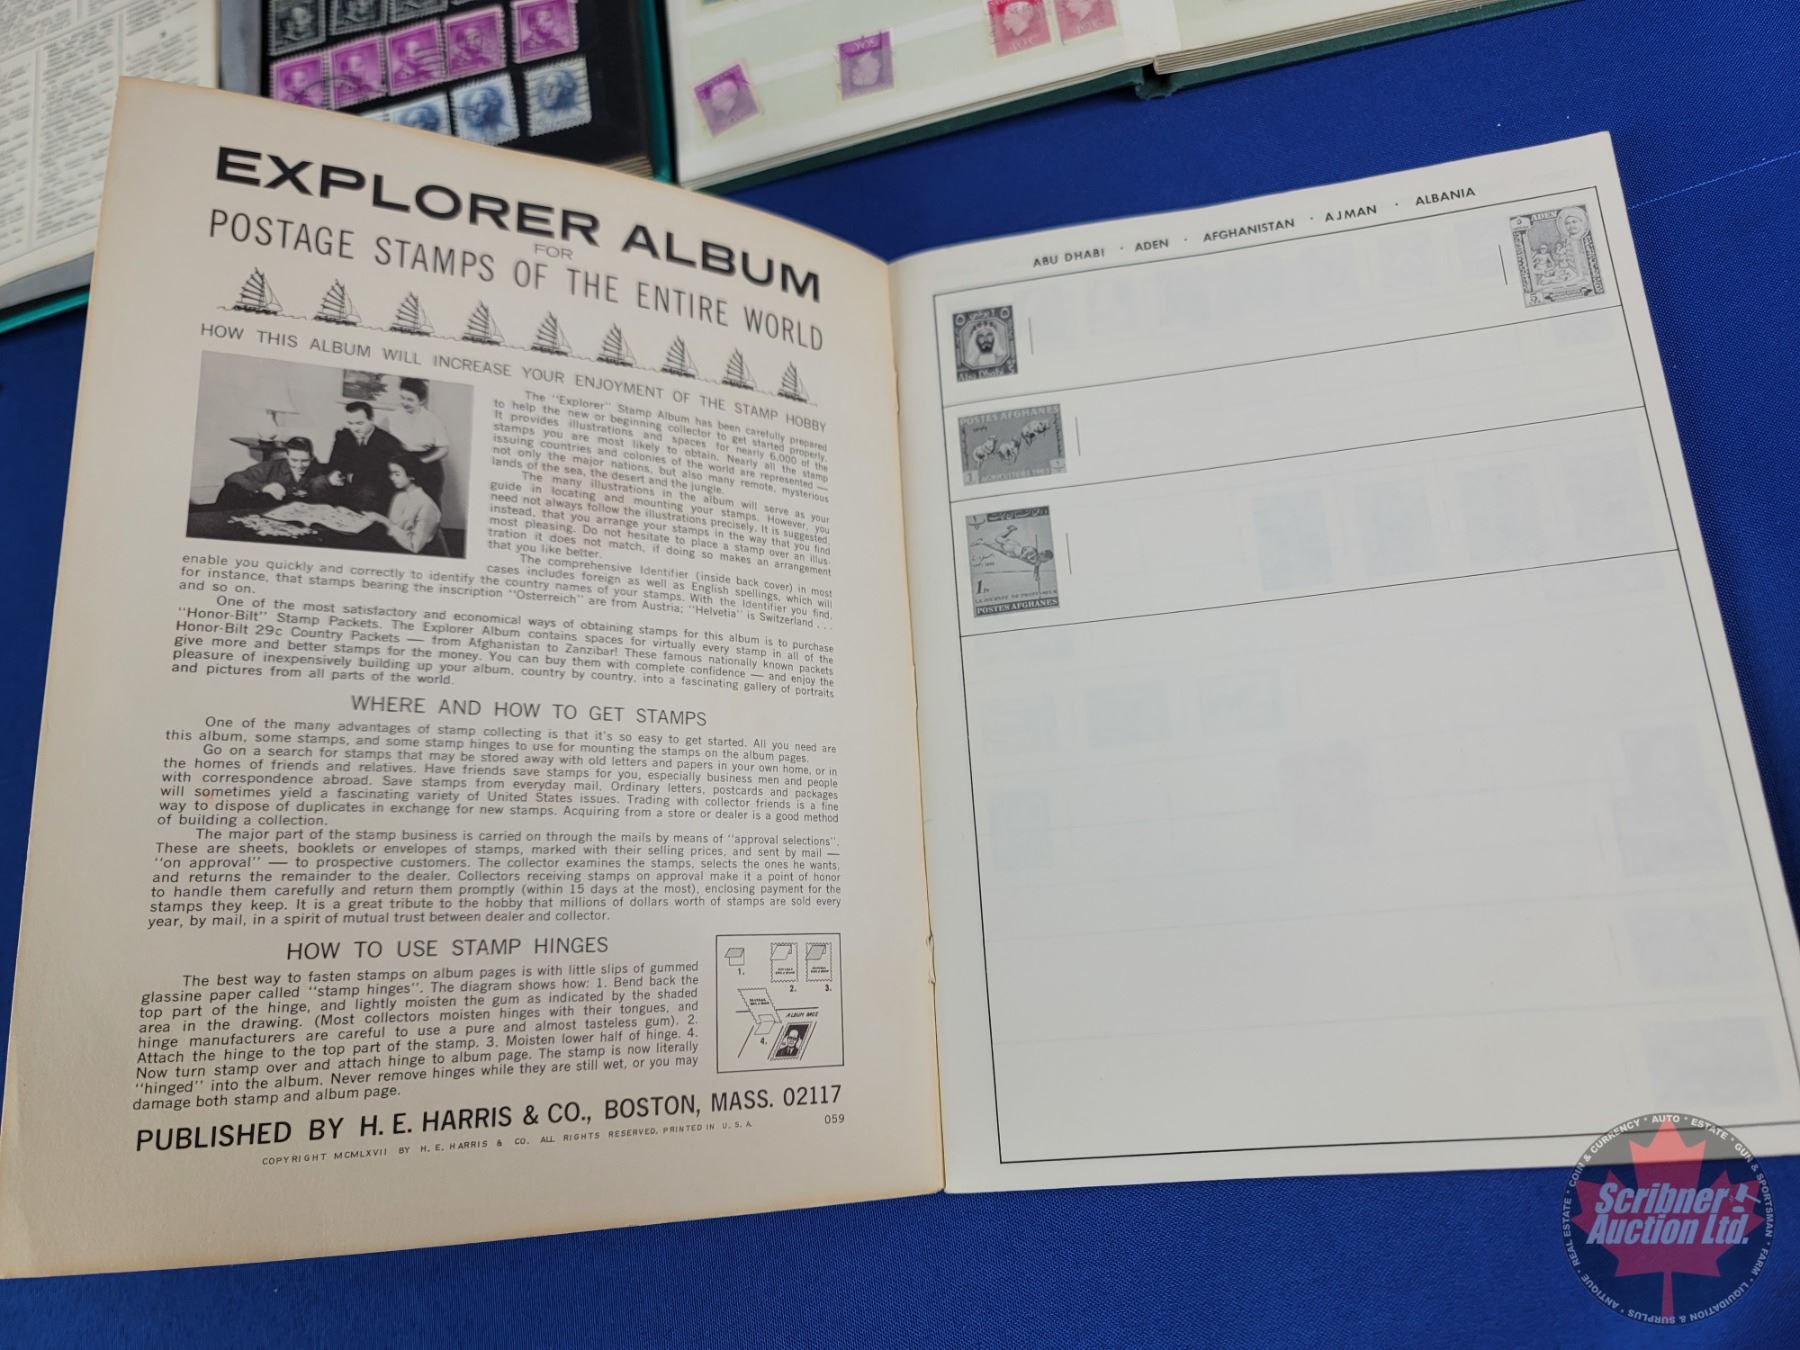 EXPLORER ALBUM
FOR
POSTAGE STAMPS OF THE ENTIRE WORLD
HOW THIS ALBUM WILL INCREASE YOUR ENJOYMENT OF THE STAMP HOBBY
The "Explorer" Stamp Album has been carefully prepared
to help the new or beginning collector to get started properly.
It provides illustrations and spaces for nearly 6,000 of the
stamps you are most likely to obtain. Nearly all the stamp
issuing countries and colonies of the world are represented —
not only the major nations, but also many remote, mysterious
lands of the sea, the desert and the jungle.
The many illustrations in the album will serve as your
guide in locating and mounting your stamps. However, you
need not always follow the illustrations precisely. It is suggested,
instead, that you arrange your stamps in the way that you find
most pleasing. Do not hesitate to place a stamp over an illus-
tration it does not match, if doing so makes an arrangement
that you like better.
The comprehensive Identifier (inside back cover) in most
cases includes foreign as well as English spellings, which will
enable you quickly and correctly to identify the country names of your stamps. With the Identifier you find,
for instance, that stamps bearing the inscription "Osterreich" are from Austria; "Helvetia" is Switzerland . . .
and so on.
One of the most satisfactory and economical ways of obtaining stamps for this album is to purchase
"Honor-Bilt" Stamp Packets. The Explorer Album contains spaces for virtually every stamp in all of the
Honor-Bilt 29c Country Packets — from Afghanistan to Zanzibar! These famous nationally known packets
give more and better stamps for the money. You can buy them with complete confidence — and enjoy the
pleasure of inexpensively building up your album, country by country, into a fascinating gallery of portraits
and pictures from all parts of the world.
WHERE AND HOW TO GET STAMPS
One of the many advantages of stamp collecting is that it's so easy to get started. All you need are
this album, some stamps, and some stamp hinges to use for mounting the stamps on the album pages.
Go on a search for stamps that may be stored away with old letters and papers in your own home, or in
the homes of friends and relatives. Have friends save stamps for you, especially business men and people
with correspondence abroad. Save stamps from everyday mail. Ordinary letters, postcards and packages
will sometimes yield a fascinating variety of United States issues. Trading with collector friends is a fine
way to dispose of duplicates in exchange for new stamps. Acquiring from a store or dealer is a good method
of building a collection.
The major part of the stamp business is carried on through the mails by means of "approval selections".
These are sheets, booklets or envelopes of stamps, marked with their selling prices, and sent by mail —
"on approval" — to prospective customers. The collector examines the stamps, selects the ones he wants,
and returns the remainder to the dealer. Collectors receiving stamps on approval make it a point of honor
to handle them carefully and return them promptly (within 15 days at the most), enclosing payment for the
stamps they keep. It is a great tribute to the hobby that millions of dollars worth of stamps are sold every
year, by mail, in a spirit of mutual trust between dealer and collector.
HOW TO USE STAMP HINGES
The best way to fasten stamps on album pages is with little slips of gummed
glassine paper called "stamp hinges". The diagram shows how: 1. Bend back the
top part of the hinge, and lightly moisten the gum as indicated by the shaded
area in the drawing. (Most collectors moisten hinges with their tongues, and
hinge manufacturers are careful to use a pure and almost tasteless gum). 2.
Attach the hinge to the top part of the stamp. 3. Moisten lower half of hinge. 4.
Now turn stamp over and attach hinge to album page. The stamp is now literally
"hinged" into the album. Never remove hinges while they are still wet, or you may
damage both stamp and album page.
1.
2.
3.
4.
ALBUM PAGE
PUBLISHED BY H. E. HARRIS & CO., BOSTON, MASS. 02117
COPYRIGHT MCMLXVII BY H. E. HARRIS & CO. ALL RIGHTS RESERVED. PRINTED IN U. S. A.
059
ABU DHABI · ADEN · AFGHANISTAN · AJMAN · ALBANIA
ADEN
Abu Dhabi
POSTES AFGHANES
1
AGRICULTURE 1963
1
POSTES AFGHANES
40C
COIN & CURRENCY · AUTO · ESTATE · GUN & SPORTSMAN · FARM · LIQUIDATION & SURPLUS · ANTIQUE · REAL ESTATE ·
Scribner
Auction Ltd.